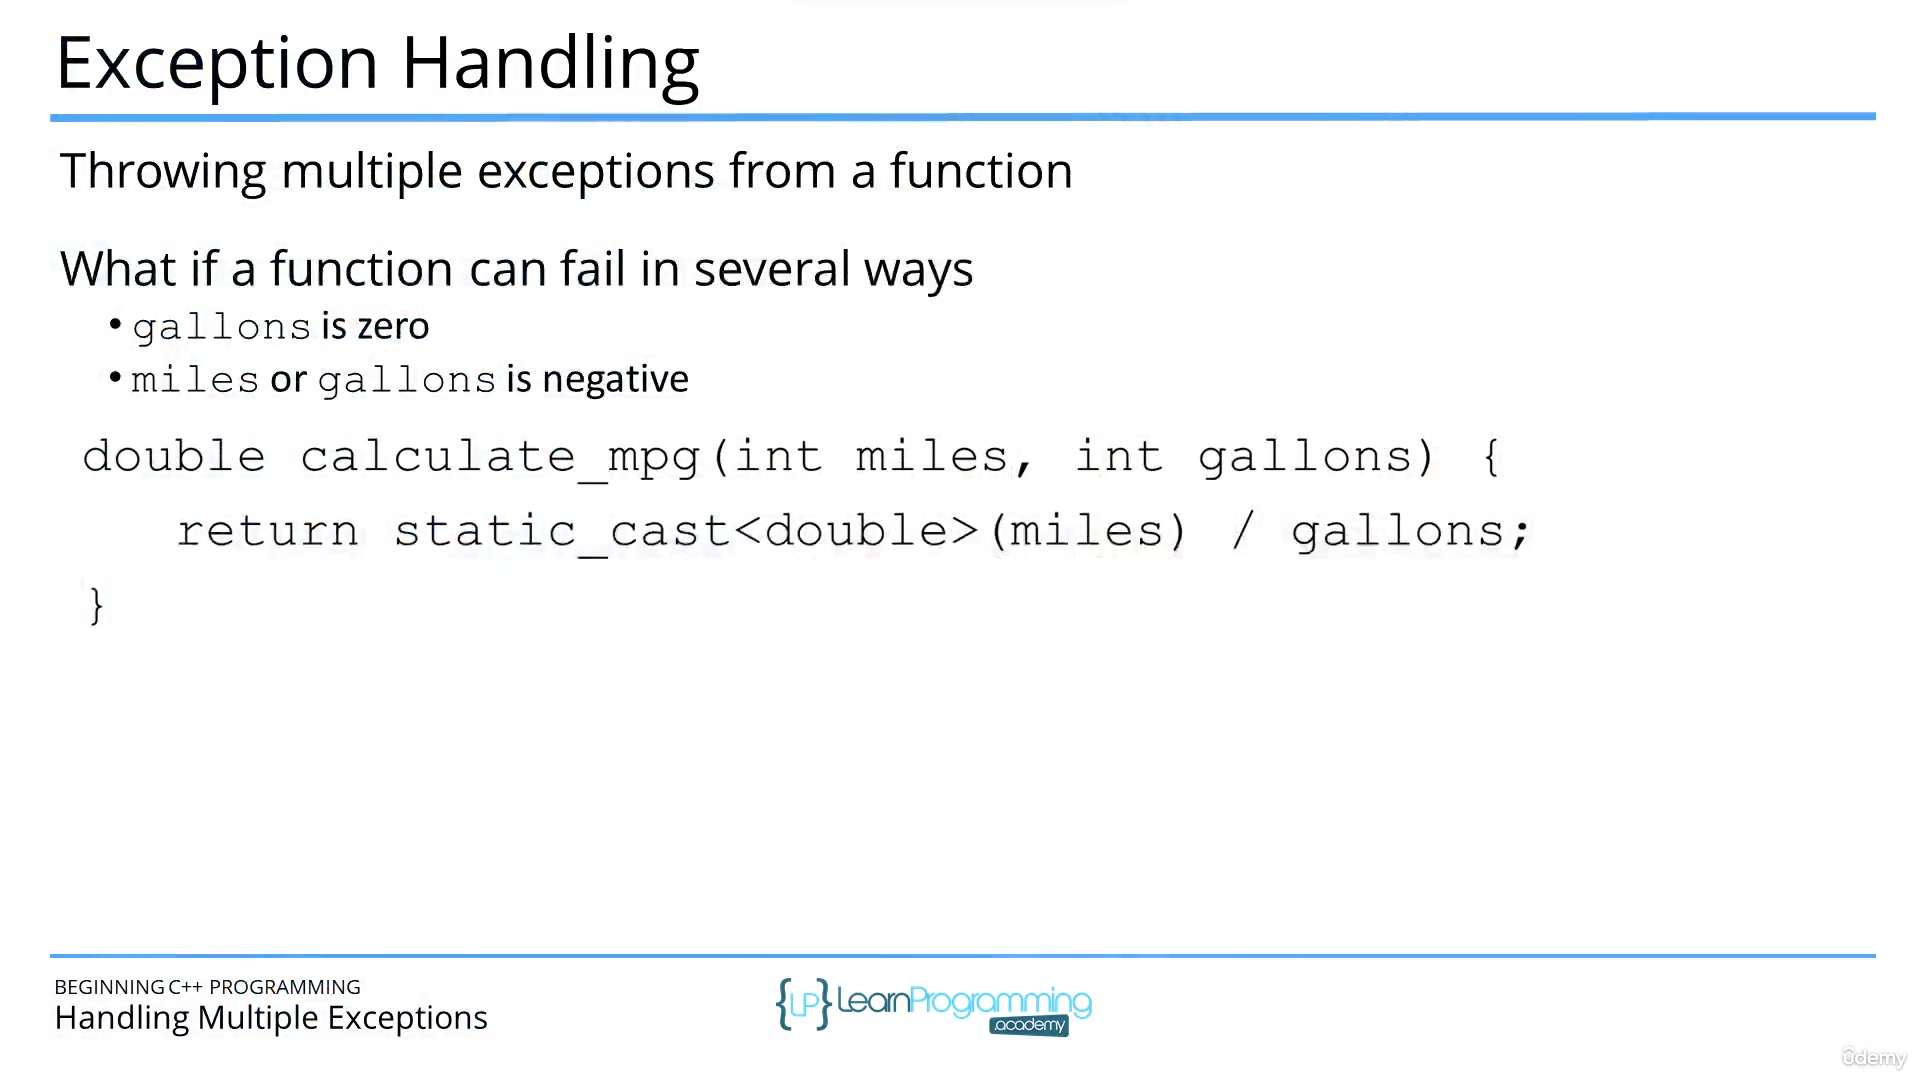 Exception Handling
Throwing multiple exceptions from a function
What if a function can fail in several ways
• gallons is zero
• miles or gallons is negative
double calculate_mpg(int miles, int gallons) {
return static_cast<double>(miles) / gallons;
}
BEGINNING C++ PROGRAMMING
Handling Multiple Exceptions
{LP} LearnProgramming
.academy
ûdemy